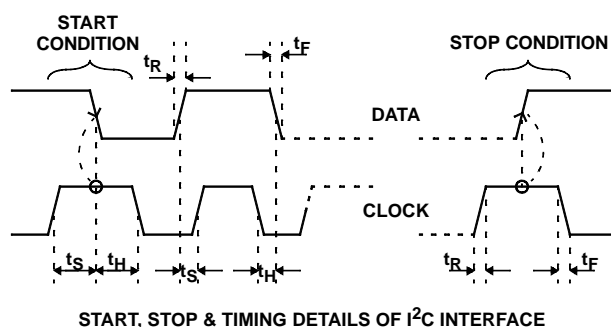 START
CONDITION
tR
tF
STOP CONDITION
DATA
CLOCK
tS
tH
tS
tH
tR
tF
START, STOP & TIMING DETAILS OF I²C INTERFACE